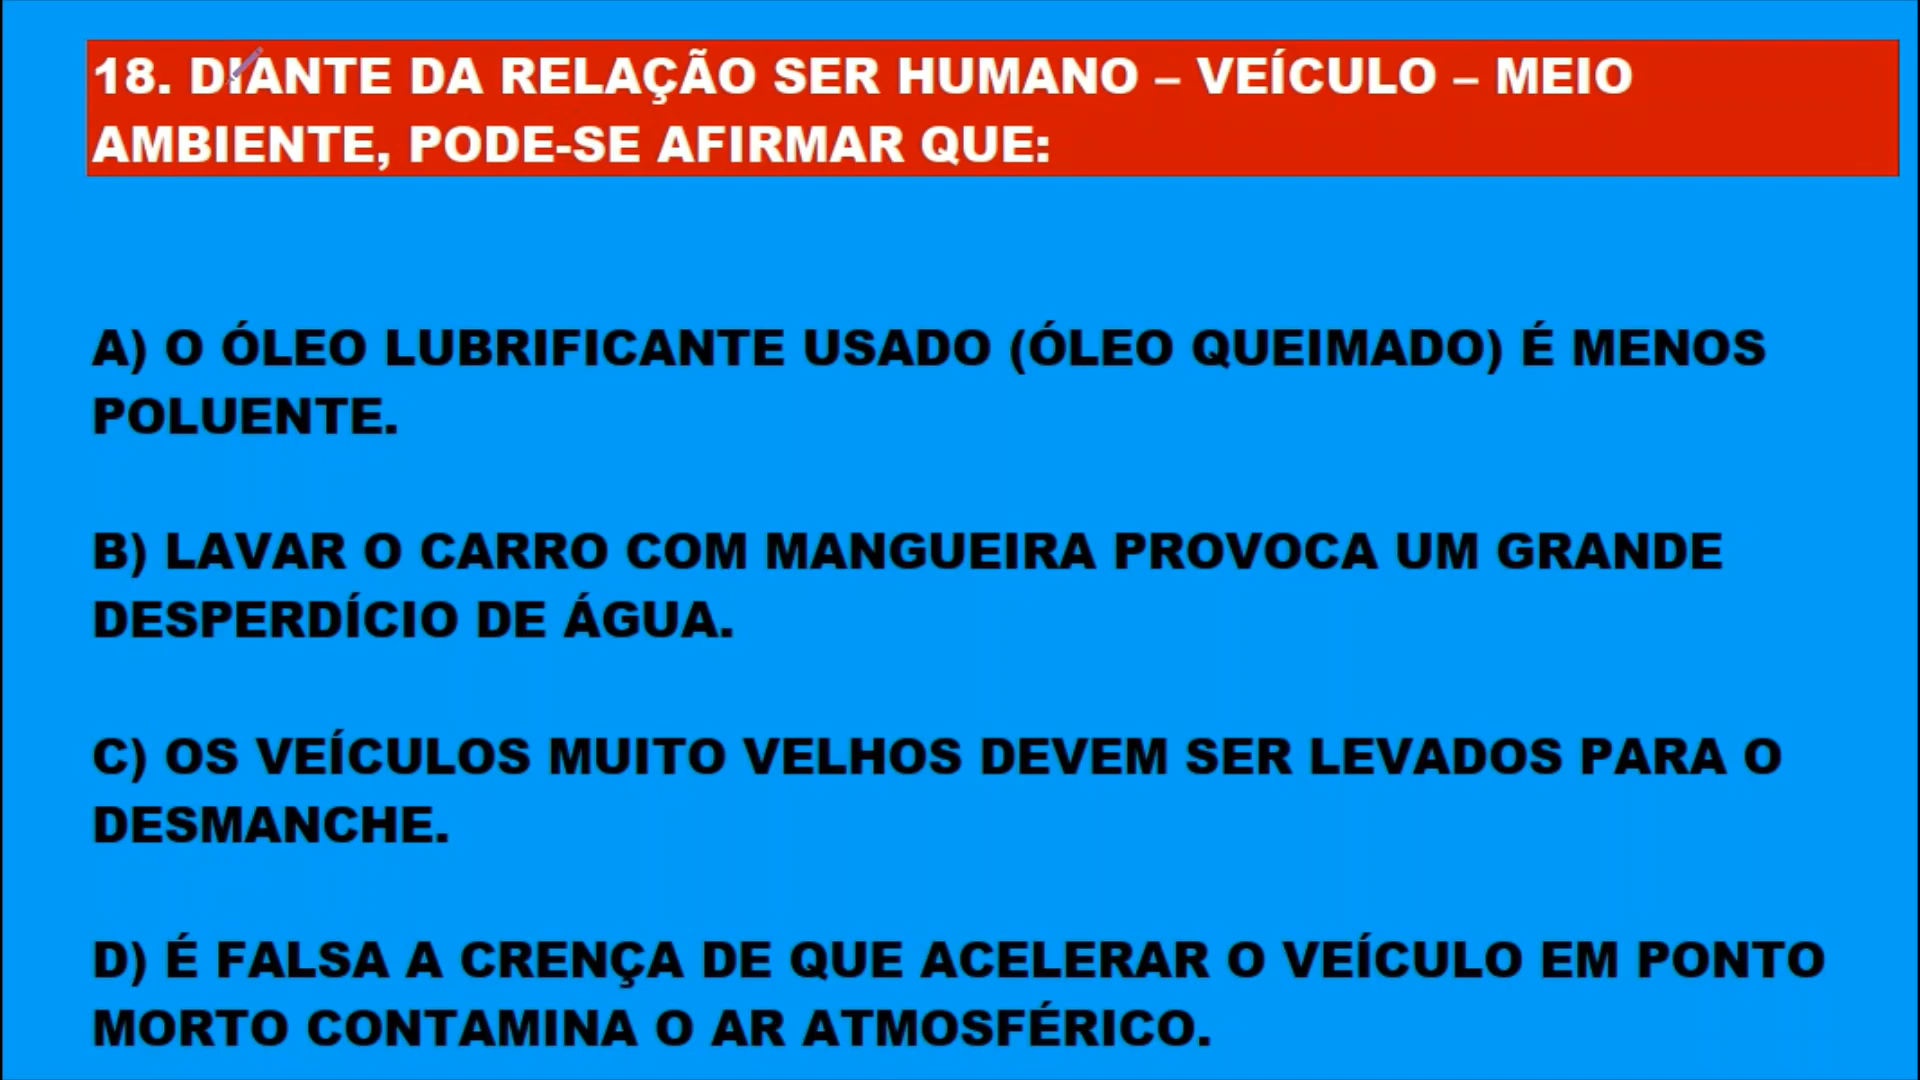 18. DIANTE DA RELAÇÃO SER HUMANO – VEÍCULO – MEIO
AMBIENTE, PODE-SE AFIRMAR QUE:
A) O ÓLEO LUBRIFICANTE USADO (ÓLEO QUEIMADO) É MENOS
POLUENTE.
B) LAVAR O CARRO COM MANGUEIRA PROVOCA UM GRANDE
DESPERDÍCIO DE ÁGUA.
C) OS VEÍCULOS MUITO VELHOS DEVEM SER LEVADOS PARA O
DESMANCHE.
D) É FALSA A CRENÇA DE QUE ACELERAR O VEÍCULO EM PONTO
MORTO CONTAMINA O AR ATMOSFÉRICO.